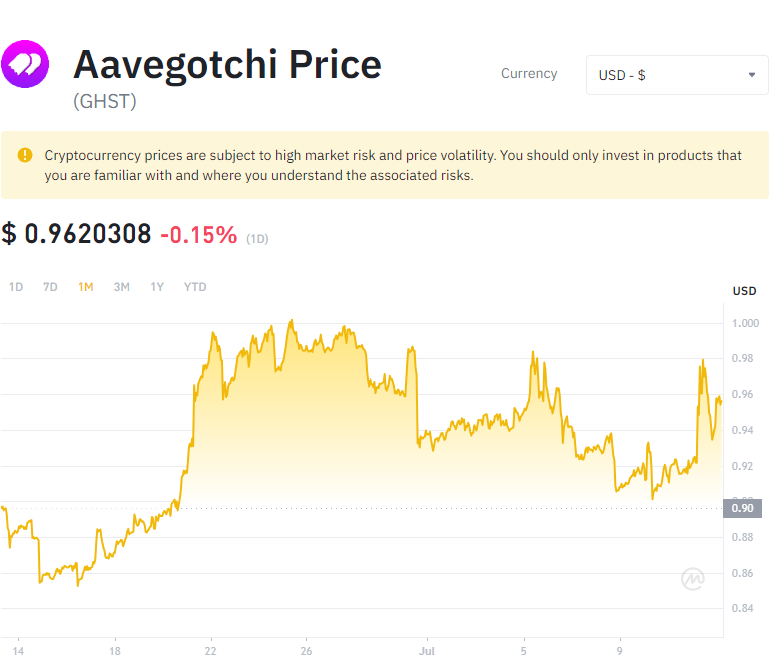 Aavegotchi Price
(GHST)
Currency
USD - $
Cryptocurrency prices are subject to high market risk and price volatility. You should only invest in products that
you are familiar with and where you understand the associated risks.
$ 0.9620308 -0.15% (1D)
1D 7D 1M 3M 1Y YTD
USD
1.000
0.98
0.96
0.94
0.92
0.90
0.88
0.86
0.84
14 18 22 26 Jul 5 9